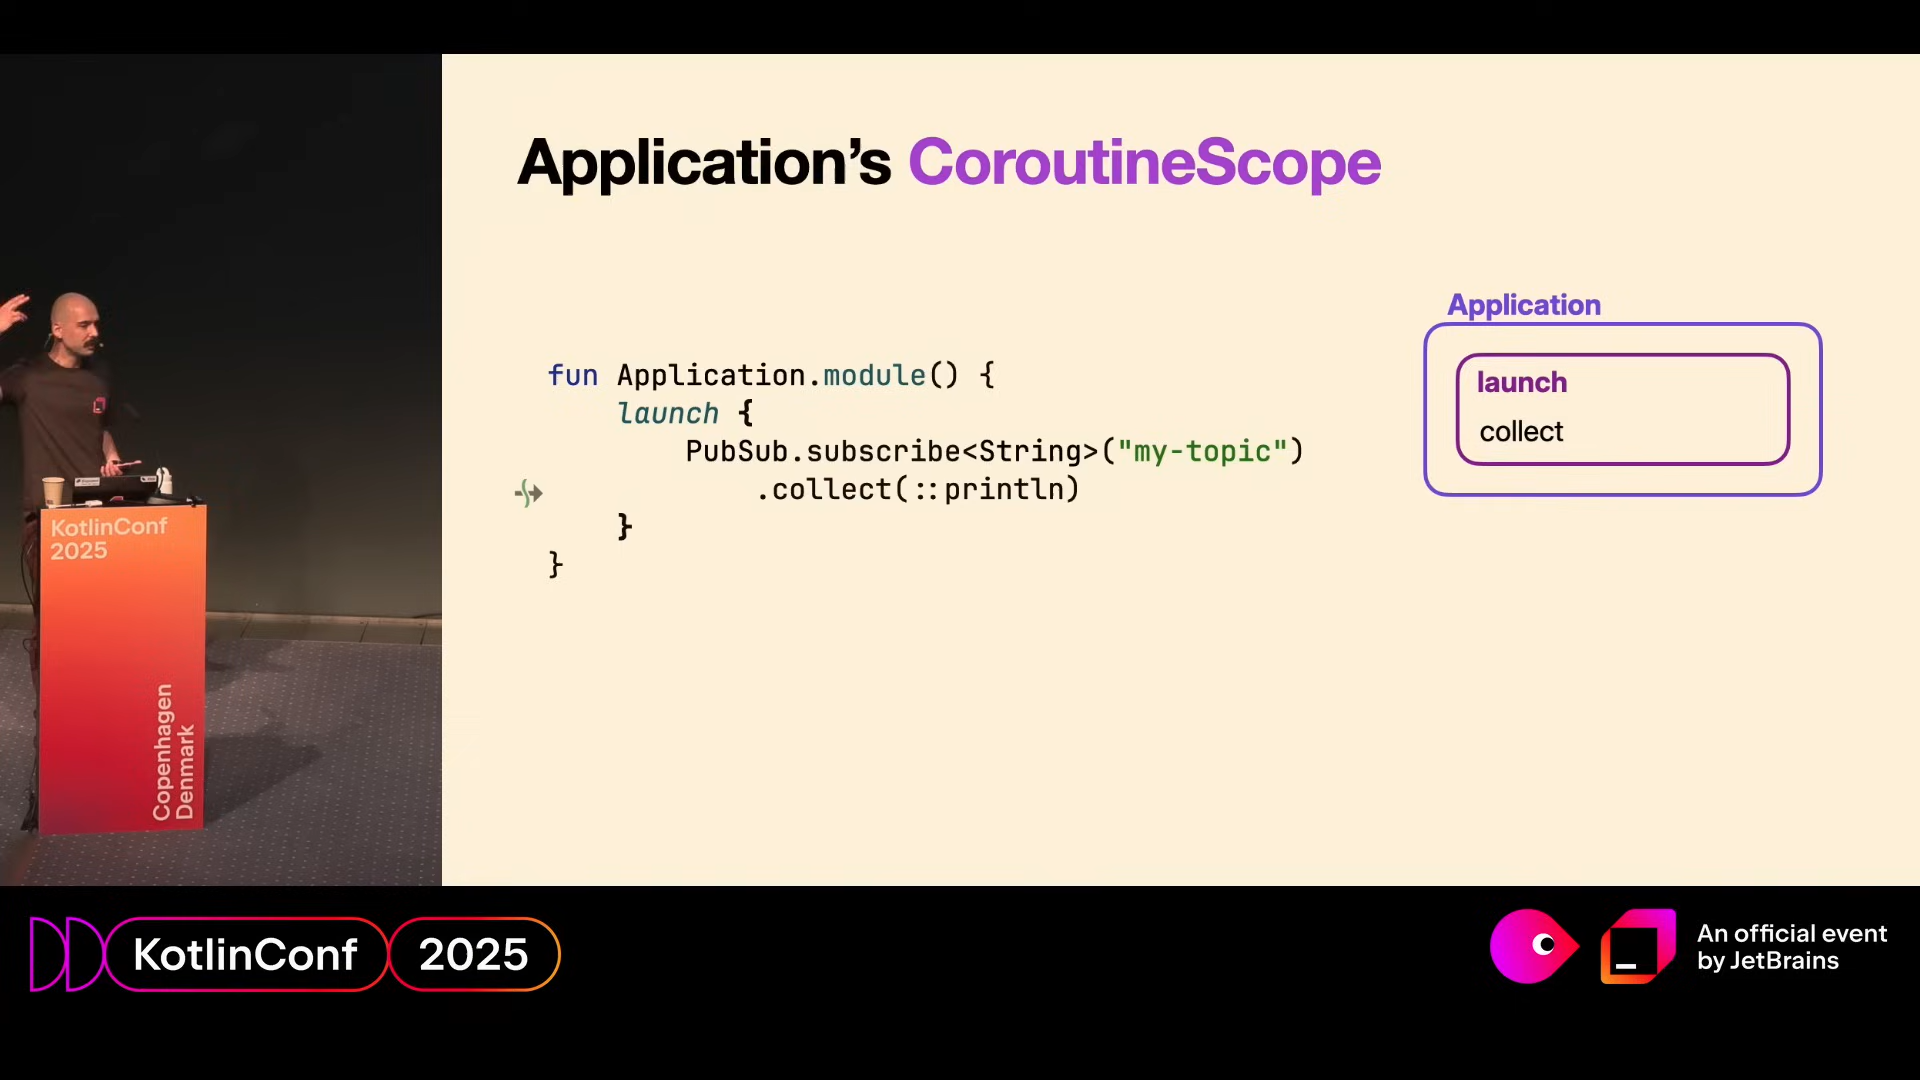 Application’s CoroutineScope
fun Application.module() {
launch {
PubSub.subscribe<String>("my-topic")
.collect(::println)
}
}
Application
launch
collect
KotlinConf
2025
Copenhagen
Denmark
KotlinConf 2025
An official event
by JetBrains